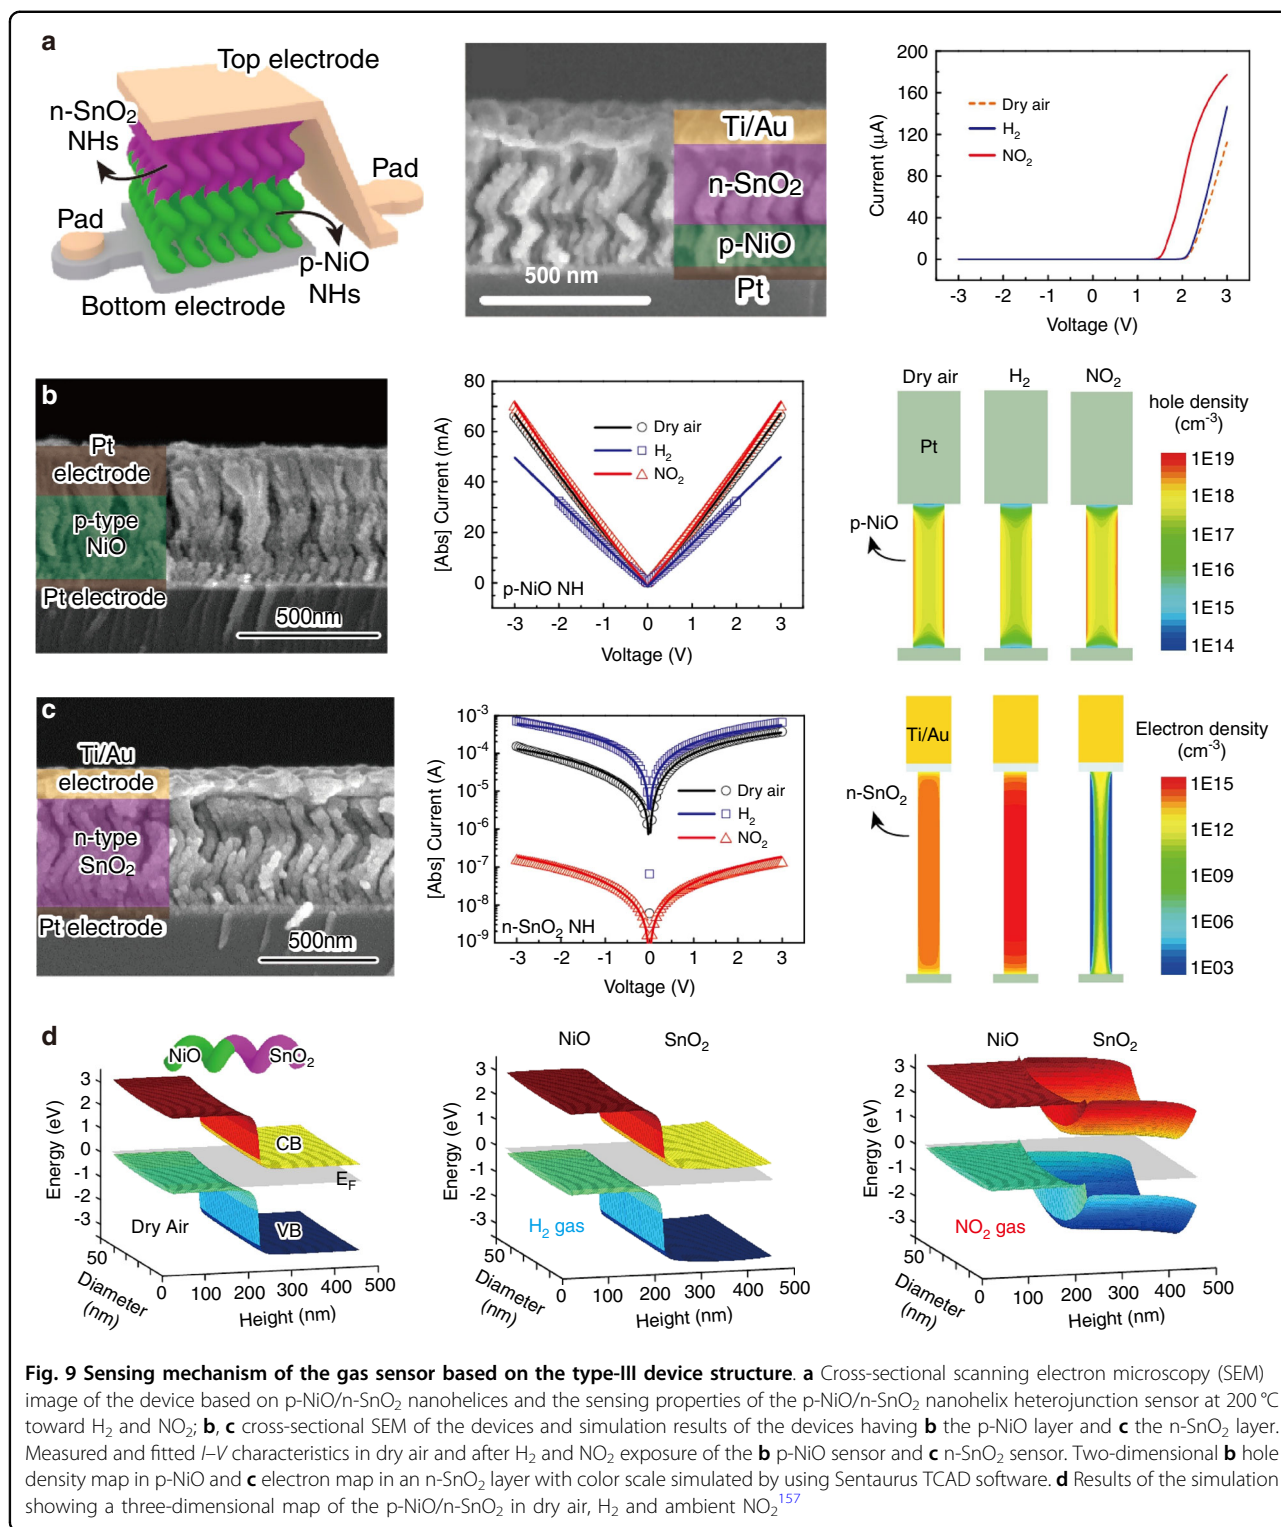 a
Top electrode
n-SnO2
NHs
Pad
Pad
p-NiO
NHs
Bottom electrode
Ti/Au
n-SnO2
p-NiO
500 nm
Pt
200
160
120
80
40
0
Current (μA)
Dry air
H2
NO2
-3 -2 -1 0 1 2 3
Voltage (V)
b
Pt
electrode
p-type
NiO
Pt electrode
500nm
80
60
40
20
0
[Abs] Current (mA)
Dry air
H2
NO2
p-NiO NH
-3 -2 -1 0 1 2 3
Voltage (V)
Dry air H2 NO2
Pt
p-NiO
hole density
(cm-3)
1E19
1E18
1E17
1E16
1E15
1E14
c
Ti/Au
electrode
n-type
SnO2
Pt electrode
500nm
10-3
10-4
10-5
10-6
10-7
10-8
10-9
[Abs] Current (A)
Dry air
H2
NO2
n-SnO2 NH
-3 -2 -1 0 1 2 3
Voltage (V)
Ti/Au
n-SnO2
Electron density
(cm-3)
1E15
1E12
1E09
1E06
1E03
d
NiO SnO2
3
2
1
0
-1
-2
-3
Energy (eV)
CB
EF
VB
Dry Air
50
Diameter
(nm)
0 100 200 300 400 500
Height (nm)
NiO SnO2
3
2
1
0
-1
-2
-3
Energy (eV)
H2 gas
50
Diameter
(nm)
0 100 200 300 400 500
Height (nm)
NiO SnO2
3
2
1
0
-1
-2
-3
Energy (eV)
NO2 gas
50
Diameter
(nm)
0 100 200 300 400 500
Height (nm)
Fig. 9 Sensing mechanism of the gas sensor based on the type-III device structure. a Cross-sectional scanning electron microscopy (SEM)
image of the device based on p-NiO/n-SnO2 nanohelices and the sensing properties of the p-NiO/n-SnO2 nanohelix heterojunction sensor at 200 °C
toward H2 and NO2; b, c cross-sectional SEM of the devices and simulation results of the devices having b the p-NiO layer and c the n-SnO2 layer.
Measured and fitted I–V characteristics in dry air and after H2 and NO2 exposure of the b p-NiO sensor and c n-SnO2 sensor. Two-dimensional b hole
density map in p-NiO and c electron map in an n-SnO2 layer with color scale simulated by using Sentaurus TCAD software. d Results of the simulation
showing a three-dimensional map of the p-NiO/n-SnO2 in dry air, H2 and ambient NO2157